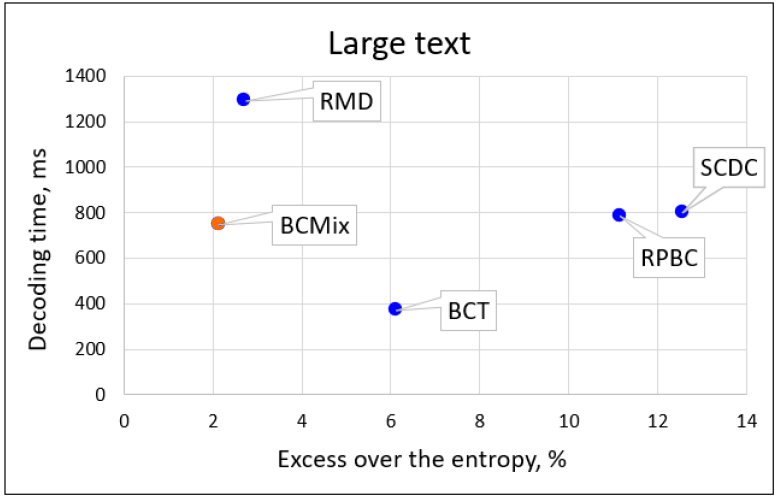 Large text
Decoding time, ms
1400
1200
1000
800
600
400
200
0
RMD
SCDC
BCMix
RPBC
BCT
0 2 4 6 8 10 12 14
Excess over the entropy, %